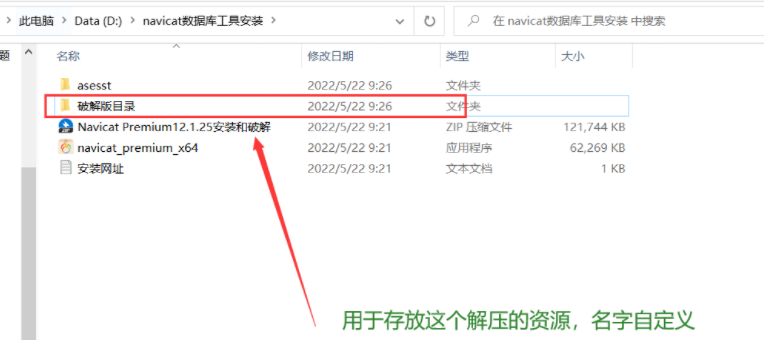 此电脑 > Data (D:) > navicat数据库工具安装 >
在 navicat数据库工具安装 中搜索
题
名称 修改日期 类型 大小
asesst 2022/5/22 9:26 文件夹
破解版目录 2022/5/22 9:26 文件夹
Navicat Premium12.1.25安装和破解 2022/5/22 9:21 ZIP 压缩文件 121,744 KB
navicat_premium_x64 2022/5/22 9:21 应用程序 62,269 KB
安装网址 2022/5/22 9:21 文本文档 1 KB
用于存放这个解压的资源，名字自定义